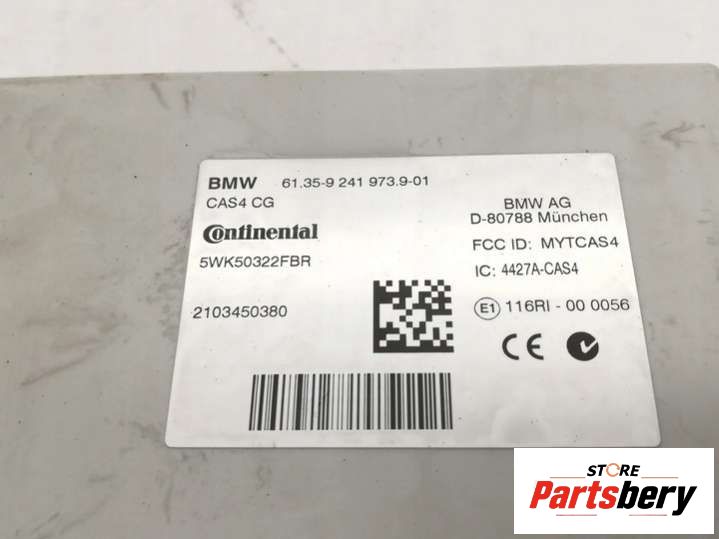 BMW 61.35-9 241 973.9-01
CAS4 CG
Continental
5WK50322FBR
2103450380
BMW AG
D-80788 München
FCC ID: MYTCAS4
IC: 4427A-CAS4
E1 116RI - 00 0056
CE
STORE
Partsbery